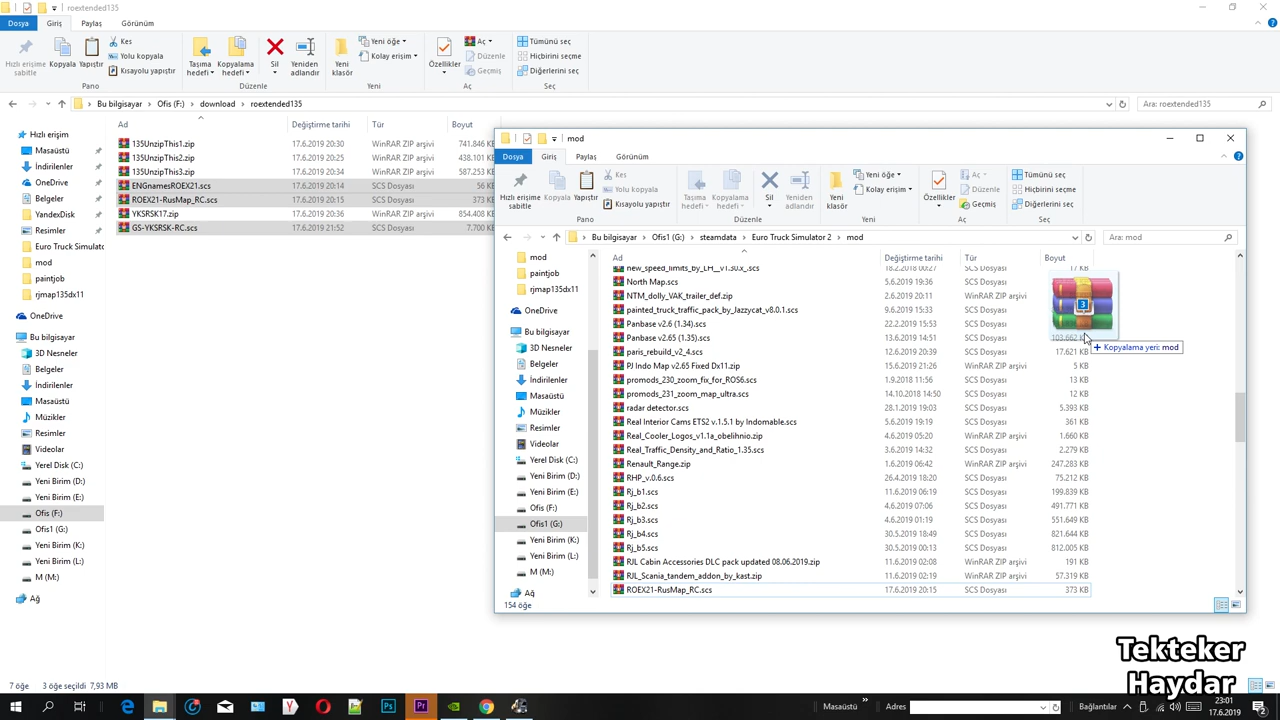 roextended135
Dosya Giriş Paylaş Görünüm
Hızlı erişime sabitle
Kopyala
Yapıştır
Kes
Yolu kopyala
Kısayolu yapıştır
Taşıma hedefi
Kopyalama hedefi
Sil
Yeniden adlandır
Yeni klasör
Yeni öğe
Kolay erişim
Özellikler
Aç
Düzenle
Geçmiş
Tümünü seç
Hiçbirini seçme
Diğerlerini seç
Pano Düzenle Yeni Aç Seç
Bu bilgisayar Ofis (F:) download roextended135
Ara: roextended135
Ad Değiştirme tarihi Tür Boyut
135UnzipThis1.zip 17.6.2019 20:30 WinRAR ZIP arşivi 741.846 KB
135UnzipThis2.zip 17.6.2019 20:25 WinRAR ZIP arşivi 438.101 KB
135UnzipThis3.zip 17.6.2019 20:34 WinRAR ZIP arşivi 587.253 KB
ENGnamesROEX21.scs 17.6.2019 20:14 SCS Dosyası 56 KB
ROEX21-RusMap_RC.scs 17.6.2019 20:15 SCS Dosyası 373 KB
YKSRSK17.zip 17.6.2019 20:36 WinRAR ZIP arşivi 854.408 KB
GS-YKSRSK-RC.scs 17.6.2019 21:52 SCS Dosyası 7.700 KB
Hızlı erişim
Masaüstü
İndirilenler
OneDrive
Belgeler
YandexDisk
Resimler
Euro Truck Simulato
mod
paintjob
rjmap135dx11
OneDrive
Bu bilgisayar
3D Nesneler
Belgeler
İndirilenler
Masaüstü
Müzikler
Resimler
Videolar
Yerel Disk (C:)
Yeni Birim (D:)
Yeni Birim (E:)
Ofis (F:)
Ofis1 (G:)
Yeni Birim (K:)
Yeni Birim (L:)
M (M:)
Ağ
7 öğe 3 öğe seçildi 7,93 MB
mod
Dosya Giriş Paylaş Görünüm
Hızlı erişime sabitle
Kopyala
Yapıştır
Kes
Yolu kopyala
Kısayolu yapıştır
Taşıma hedefi
Kopyalama hedefi
Sil
Yeniden adlandır
Yeni klasör
Yeni öğe
Kolay erişim
Özellikler
Aç
Düzenle
Geçmiş
Tümünü seç
Hiçbirini seçme
Diğerlerini seç
Pano Düzenle Yeni Aç Seç
Bu bilgisayar Ofis1 (G:) steamdata Euro Truck Simulator 2 mod
Ara: mod
Ad Değiştirme tarihi Tür Boyut
new_speed_limits_by_LH__v1.30.x_.scs 18.2.2018 00:27 SCS Dosyası 17 KB
North Map.scs 5.6.2019 19:36 SCS Dosyası
NTM_dolly_VAK_trailer_def.zip 2.6.2019 20:11 WinRAR ZIP arşivi
painted_truck_traffic_pack_by_Jazzycat_v8.0.1.scs 9.6.2019 15:33 SCS Dosyası
Panbase v2.6 (1.34).scs 22.2.2019 15:53 SCS Dosyası
Panbase v2.65 (1.35).scs 13.6.2019 14:51 SCS Dosyası 103.662 KB
paris_rebuild_v2_4.scs 12.6.2019 20:39 SCS Dosyası 17.621 KB
PJ Indo Map v2.65 Fixed Dx11.zip 15.6.2019 21:26 WinRAR ZIP arşivi 5 KB
promods_230_zoom_fix_for_ROS6.scs 1.9.2018 11:56 SCS Dosyası 13 KB
promods_231_zoom_map_ultra.scs 14.10.2018 14:50 SCS Dosyası 12 KB
radar detector.scs 28.1.2019 19:03 SCS Dosyası 5.393 KB
Real Interior Cams ETS2 v.1.5.1 by Indomable.scs 5.6.2019 19:19 SCS Dosyası 361 KB
Real_Cooler_Logos_v1.1a_obelihnio.zip 4.6.2019 05:20 WinRAR ZIP arşivi 1.660 KB
Real_Traffic_Density_and_Ratio_1.35.scs 3.6.2019 14:32 SCS Dosyası 2.279 KB
Renault_Range.zip 1.6.2019 06:42 WinRAR ZIP arşivi 247.283 KB
RHP_v.0.6.scs 26.4.2019 18:20 SCS Dosyası 75.212 KB
Rj_b1.scs 11.6.2019 06:19 SCS Dosyası 199.839 KB
Rj_b2.scs 4.6.2019 07:06 SCS Dosyası 491.771 KB
Rj_b3.scs 4.6.2019 01:19 SCS Dosyası 551.649 KB
Rj_b4.scs 30.5.2019 18:49 SCS Dosyası 821.644 KB
Rj_b5.scs 30.5.2019 00:13 SCS Dosyası 812.005 KB
RJL Cabin Accessories DLC pack updated 08.06.2019.zip 11.6.2019 02:08 WinRAR ZIP arşivi 191 KB
RJL_Scania_tandem_addon_by_kast.zip 11.6.2019 02:19 WinRAR ZIP arşivi 57.319 KB
ROEX21-RusMap_RC.scs 17.6.2019 20:15 SCS Dosyası 373 KB
3
Kopyalama yeri: mod
mod
paintjob
rjmap135dx11
OneDrive
Bu bilgisayar
3D Nesneler
Belgeler
İndirilenler
Masaüstü
Müzikler
Resimler
Videolar
Yerel Disk (C:)
Yeni Birim (D:)
Yeni Birim (E:)
Ofis (F:)
Ofis1 (G:)
Yeni Birim (K:)
Yeni Birim (L:)
M (M:)
Ağ
154 öğe
Tekteker
Haydar
Masaüstü Adres Bağlantılar
23:01
17.6.2019